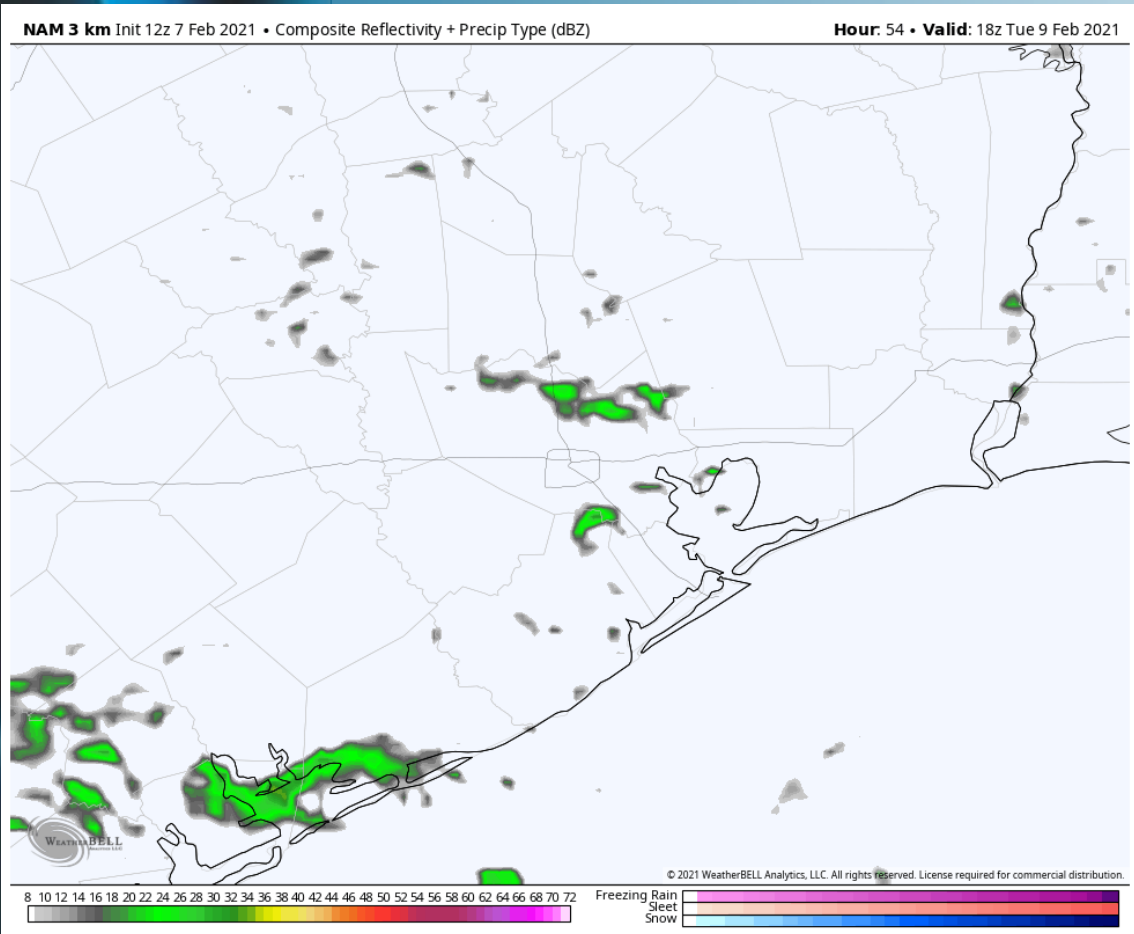 NAM 3 km Init 12z 7 Feb 2021 • Composite Reflectivity + Precip Type (dBZ)
Hour: 54 • Valid: 18z Tue 9 Feb 2021
WEATHERBELL
ANALYTICS LLC
© 2021 WeatherBELL Analytics, LLC. All rights reserved. License required for commercial distribution.
8 10 12 14 16 18 20 22 24 26 28 30 32 34 36 38 40 42 44 46 48 50 52 54 56 58 60 62 64 66 68 70 72
Freezing Rain
Sleet
Snow